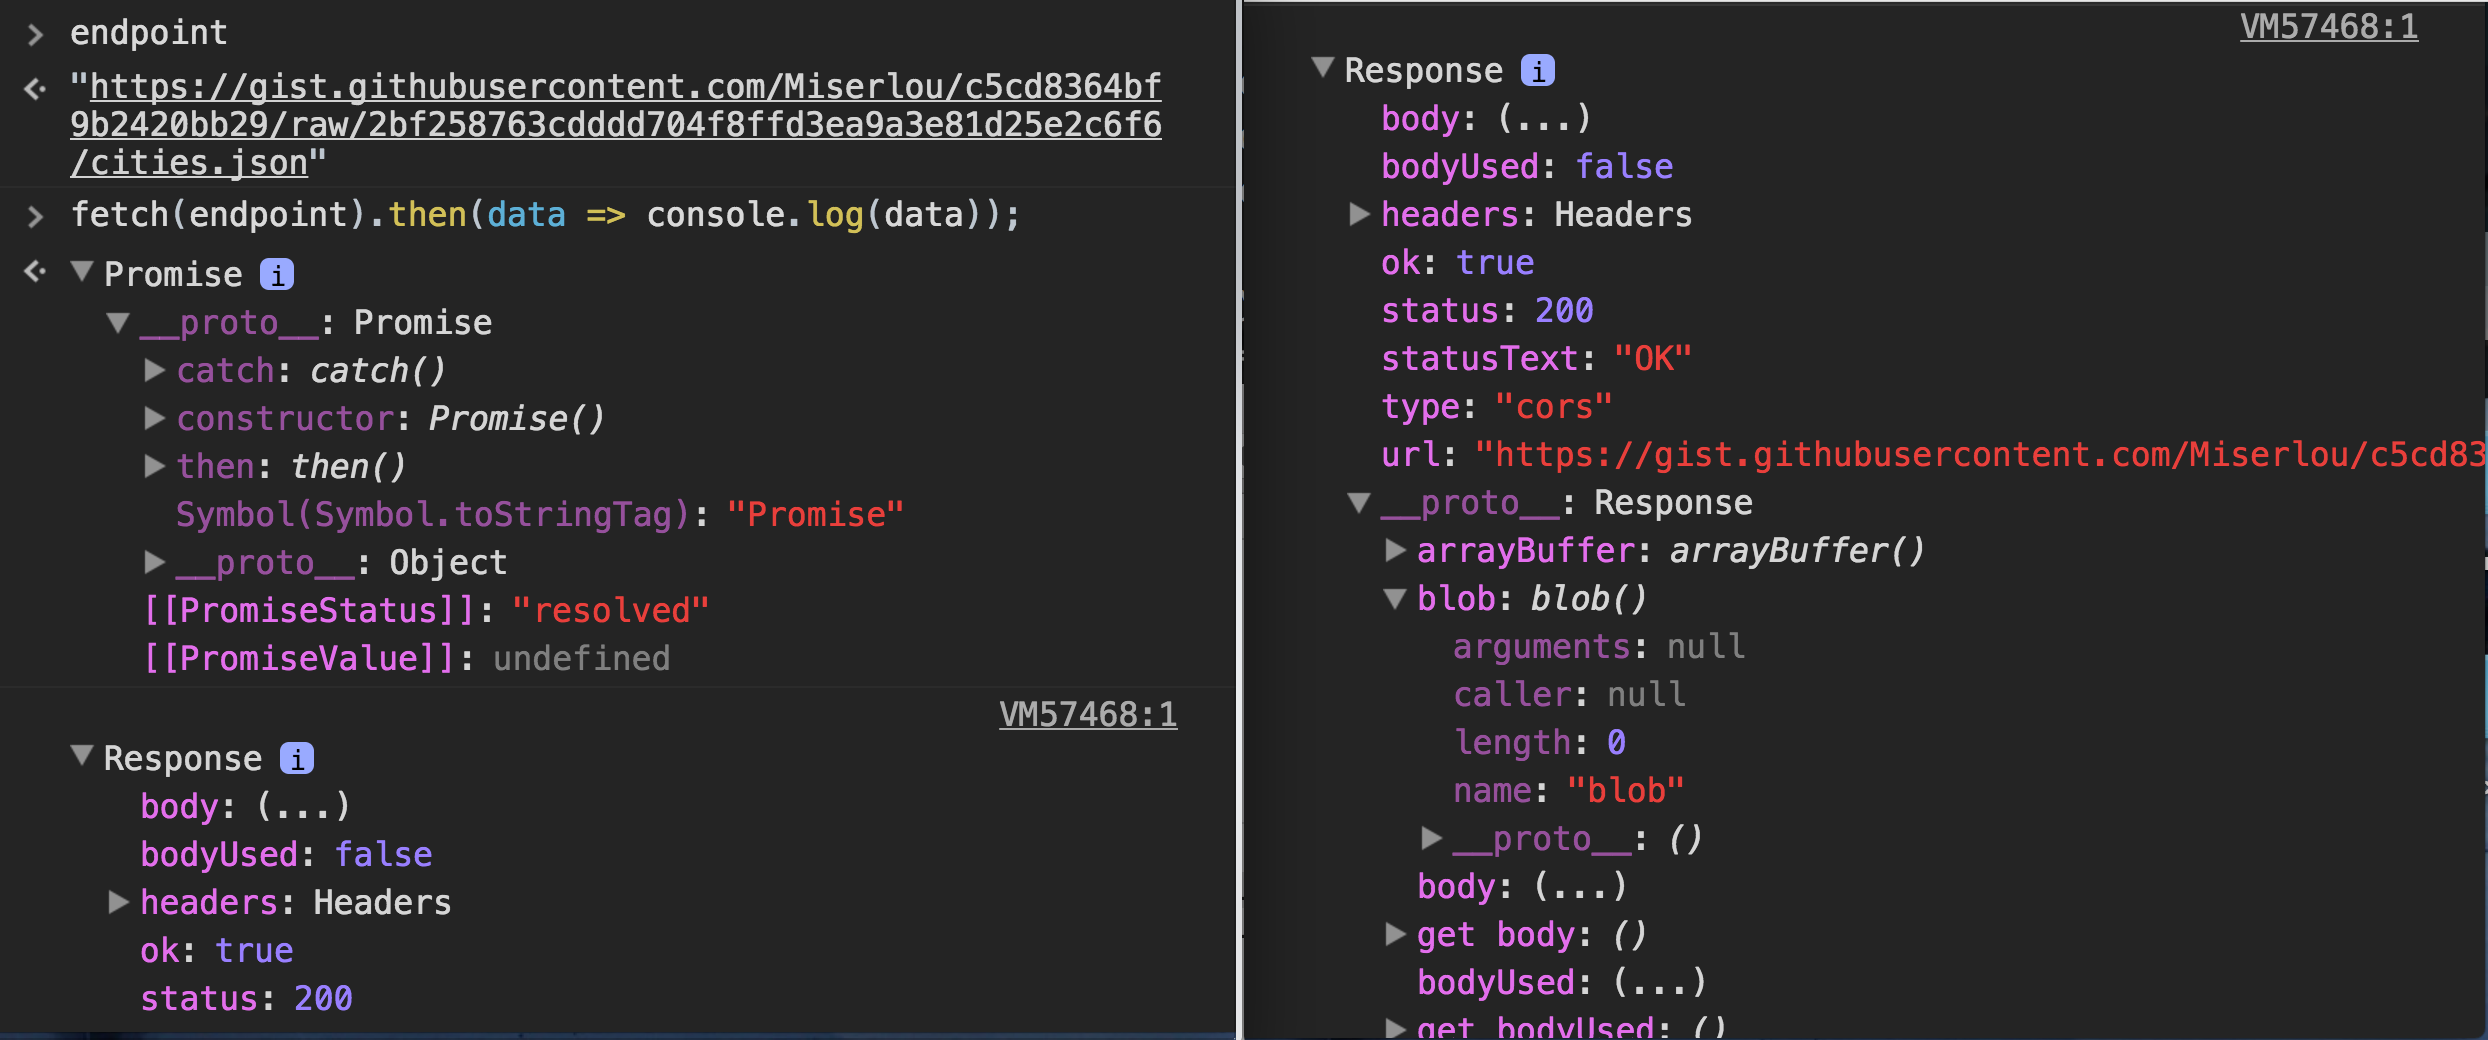 endpoint
"https://gist.githubusercontent.com/Miserlou/c5cd8364bf
9b2420bb29/raw/2bf258763cdddd704f8ffd3ea9a3e81d25e2c6f6
/cities.json"
fetch(endpoint).then(data => console.log(data));
Promise i
__proto__: Promise
catch: catch()
constructor: Promise()
then: then()
Symbol(Symbol.toStringTag): "Promise"
__proto__: Object
[[PromiseStatus]]: "resolved"
[[PromiseValue]]: undefined
VM57468:1
Response i
body: (...)
bodyUsed: false
headers: Headers
ok: true
status: 200
VM57468:1
Response i
body: (...)
bodyUsed: false
headers: Headers
ok: true
status: 200
statusText: "OK"
type: "cors"
url: "https://gist.githubusercontent.com/Miserlou/c5cd83
__proto__: Response
arrayBuffer: arrayBuffer()
blob: blob()
arguments: null
caller: null
length: 0
name: "blob"
__proto__: ()
body: (...)
get body: ()
bodyUsed: (...)
get bodyUsed: ()